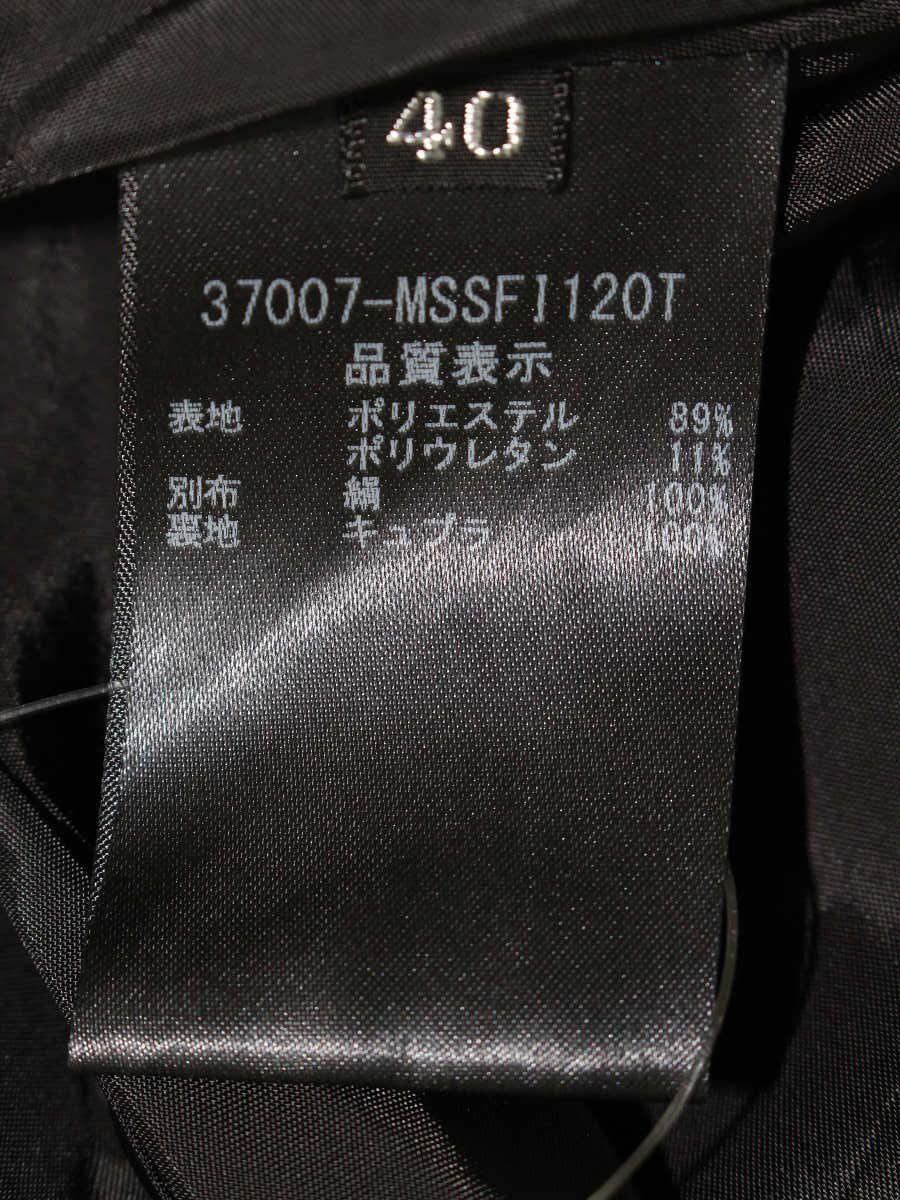 40
37007-MSSFI120T
品質表示
表地 ポリエステル 89%
ポリウレタン 11%
別布 絹 100%
裏地 キュプラ 100%